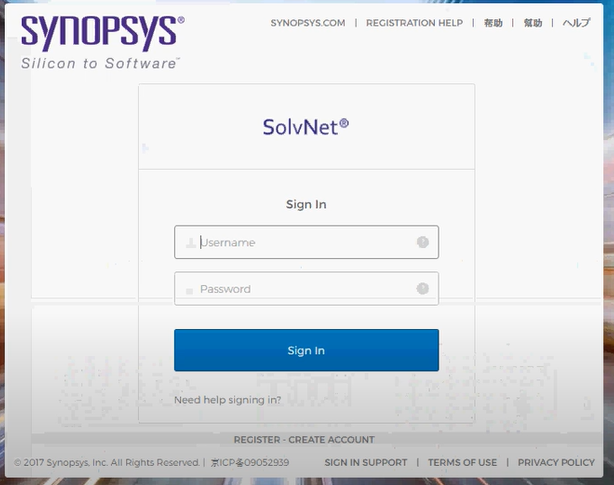 SYNOPSYS®
Silicon to Software™
SYNOPSYS.COM | REGISTRATION HELP | 帮助 | 幫助 | ヘルプ
SolvNet®
Sign In
Username
Password
Sign In
Need help signing in?
REGISTER - CREATE ACCOUNT
© 2017 Synopsys, Inc. All Rights Reserved. | 京ICP备09052939
SIGN IN SUPPORT | TERMS OF USE | PRIVACY POLICY